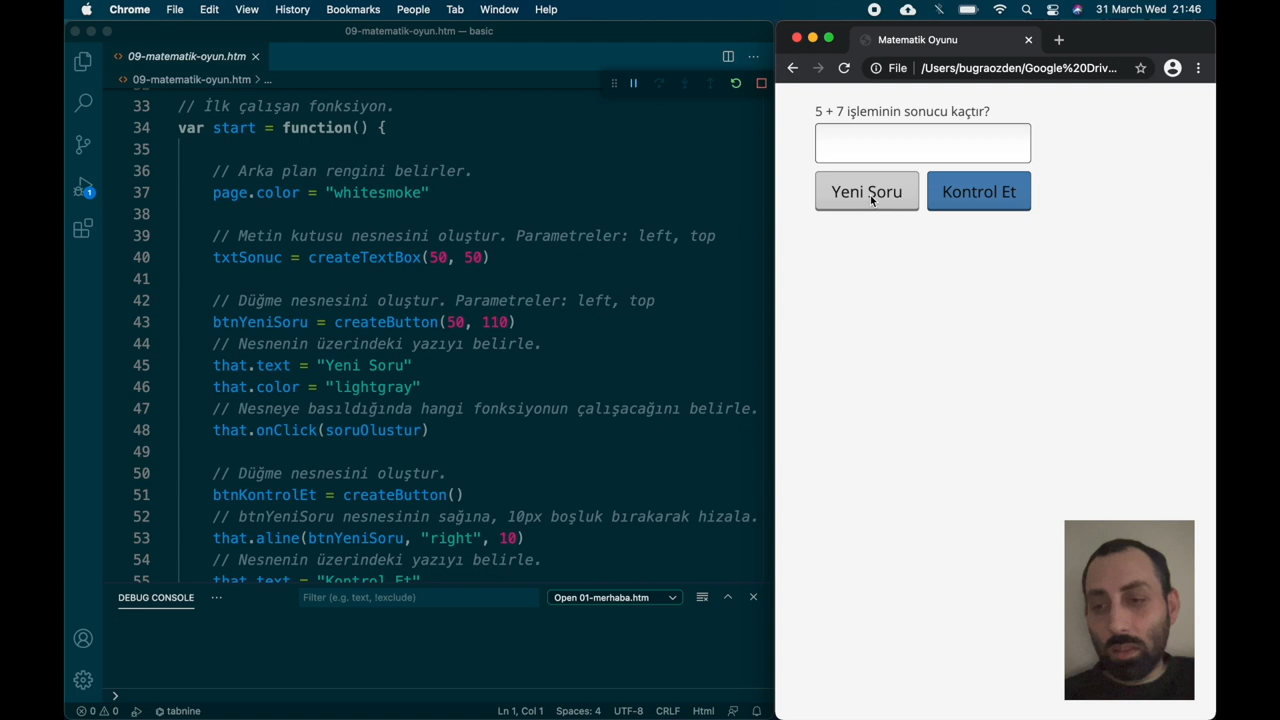 Chrome File Edit View History Bookmarks People Tab Window Help 31 March Wed 21:46
09-matematik-oyun.htm — basic
09-matematik-oyun.htm
09-matematik-oyun.htm > ...
33 // İlk çalışan fonksiyon.
34 var start = function() {
35
36 // Arka plan rengini belirler.
37 page.color = "whitesmoke"
38
39 // Metin kutusu nesnesini oluştur. Parametreler: left, top
40 txtSonuc = createTextBox(50, 50)
41
42 // Düğme nesnesini oluştur. Parametreler: left, top
43 btnYeniSoru = createButton(50, 110)
44 // Nesnenin üzerindeki yazıyı belirle.
45 that.text = "Yeni Soru"
46 that.color = "lightgray"
47 // Nesneye basıldığında hangi fonksiyonun çalışacağını belirle.
48 that.onClick(soruOlustur)
49
50 // Düğme nesnesini oluştur.
51 btnKontrolEt = createButton()
52 // btnYeniSoru nesnesinin sağına, 10px boşluk bırakarak hizala.
53 that.aline(btnYeniSoru, "right", 10)
54 // Nesnenin üzerindeki yazıyı belirle.
55 that.text = "Kontrol Et"
1
DEBUG CONSOLE
Filter (e.g. text, !exclude)
Open 01-merhaba.htm
0 0 tabnine Ln 1, Col 1 Spaces: 4 UTF-8 CRLF Html
Matematik Oyunu
File /Users/bugraozden/Google%20Driv...
5 + 7 işleminin sonucu kaçtır?
Yeni Soru Kontrol Et